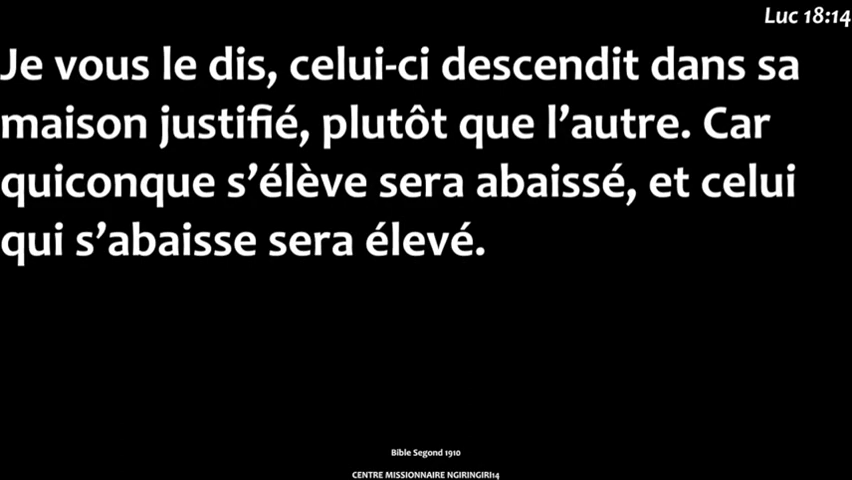 Luc 18:14
Je vous le dis, celui-ci descendit dans sa
maison justifié, plutôt que l’autre. Car
quiconque s’élève sera abaissé, et celui
qui s’abaisse sera élevé.
Bible Segond 1910
CENTRE MISSIONNAIRE NGIRINGIRI14